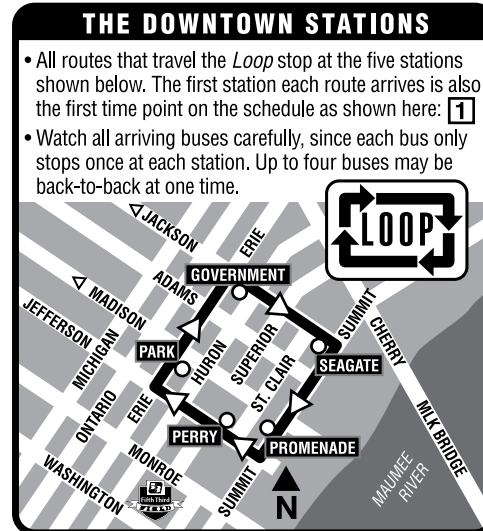 THE DOWNTOWN STATIONS
• All routes that travel the Loop stop at the five stations
shown below. The first station each route arrives is also
the first time point on the schedule as shown here: 1
• Watch all arriving buses carefully, since each bus only
stops once at each station. Up to four buses may be
back-to-back at one time.
LOOP
JACKSON
ERIE
GOVERNMENT
ADAMS
MADISON
JEFFERSON
MICHIGAN
SUMMIT
CHERRY
PARK
HURON
SUPERIOR
SEAGATE
ONTARIO
ERIE
ST. CLAIR
PERRY
PROMENADE
MLK BRIDGE
WASHINGTON
MONROE
SUMMIT
MAUMEE
RIVER
Fifth Third
FIELD
N